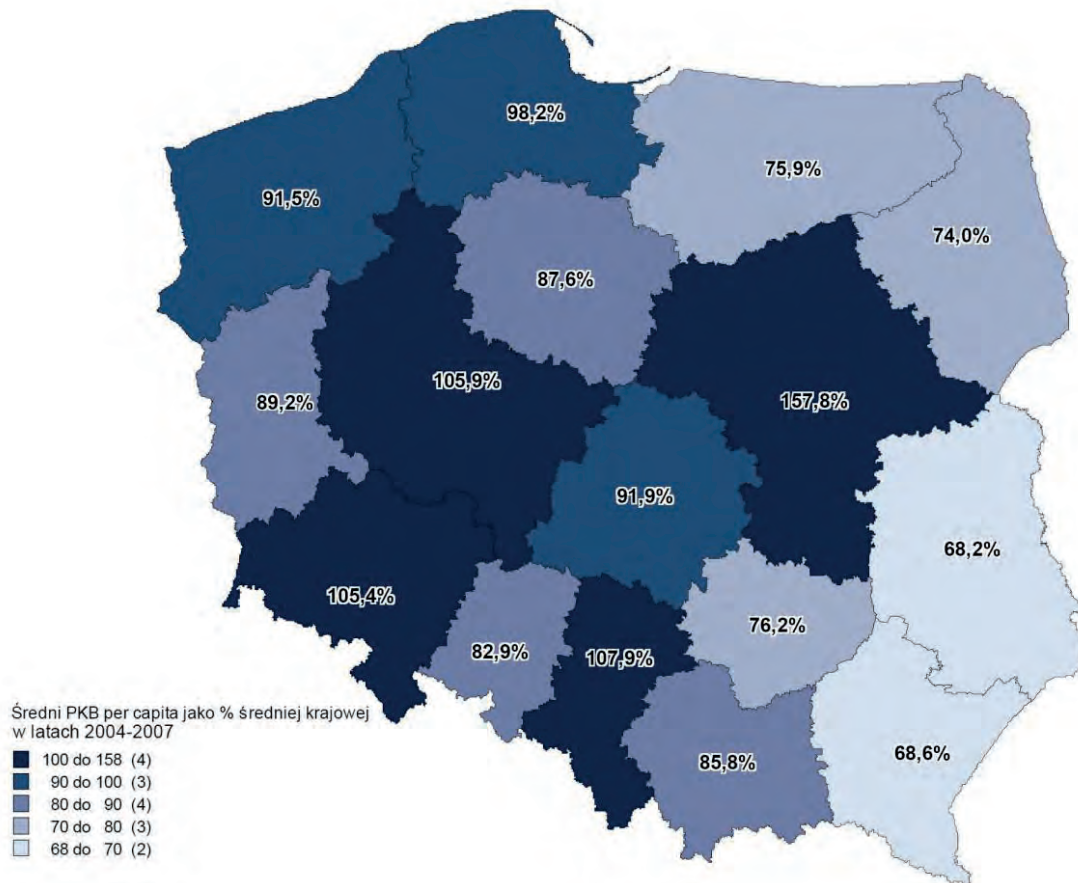 98,2%
75,9%
91,5%
74,0%
87,6%
105,9%
157,8%
89,2%
91,9%
68,2%
105,4%
76,2%
82,9%
107,9%
85,8%
68,6%
Średni PKB per capita jako % średniej krajowej
w latach 2004-2007
100 do 158 (4)
90 do 100 (3)
80 do 90 (4)
70 do 80 (3)
68 do 70 (2)